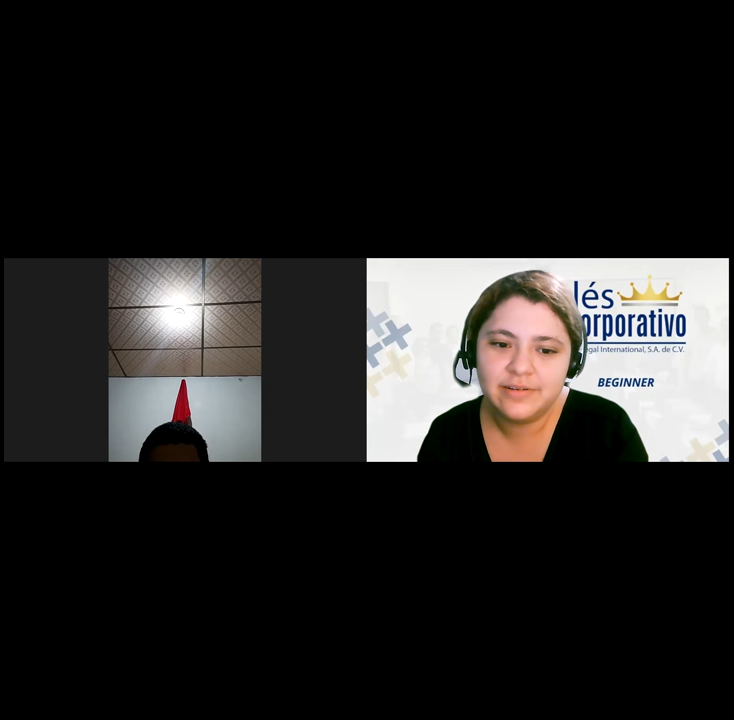 lés
orporativo
gal International, S.A. de C.V.
BEGINNER